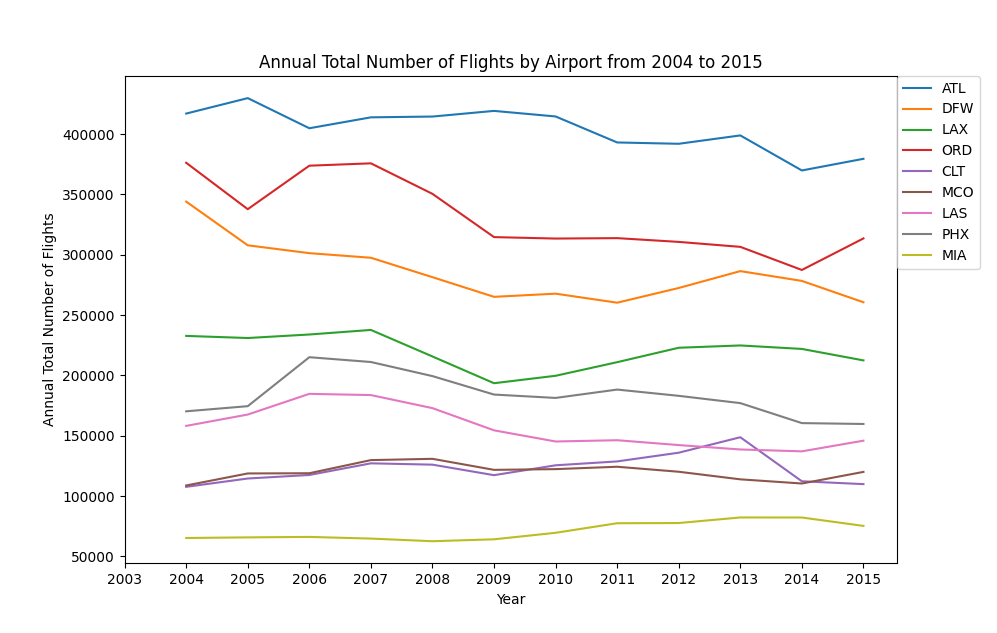 Annual Total Number of Flights by Airport from 2004 to 2015
ATL
DFW
LAX
ORD
CLT
MCO
LAS
PHX
MIA
Annual Total Number of Flights
400000
350000
300000
250000
200000
150000
100000
50000
2003 2004 2005 2006 2007 2008 2009 2010 2011 2012 2013 2014 2015
Year